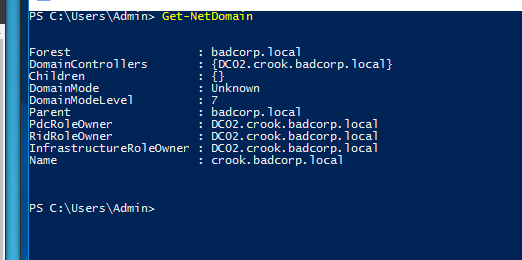 PS C:\Users\Admin> Get-NetDomain
Forest                  : badcorp.local
DomainControllers       : {DC02.crook.badcorp.local}
Children                : {}
DomainMode              : Unknown
DomainModeLevel         : 7
Parent                  : badcorp.local
PdcRoleOwner            : DC02.crook.badcorp.local
RidRoleOwner            : DC02.crook.badcorp.local
InfrastructureRoleOwner : DC02.crook.badcorp.local
Name                    : crook.badcorp.local
PS C:\Users\Admin>